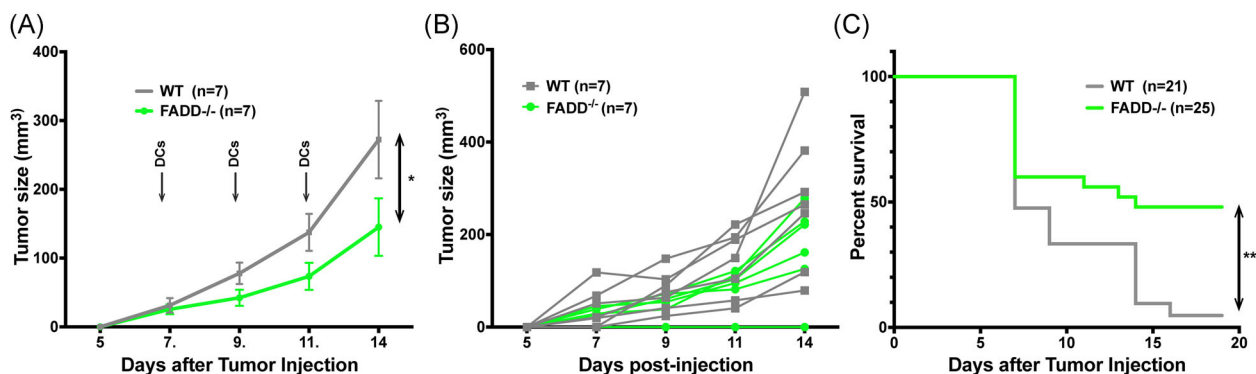 (A)
400
300
200
100
0
Tumor size (mm³)
WT (n=7)
FADD-/- (n=7)
DCs
DCs
DCs
*
5
7.
9.
11.
14
Days after Tumor Injection
(B)
600
400
200
0
Tumor size (mm³)
WT (n=7)
FADD⁻/⁻ (n=7)
5
7
9
11
14
Days post-injection
(C)
100
50
0
Percent survival
WT (n=21)
FADD-/- (n=25)
**
0
5
10
15
20
Days after Tumor Injection